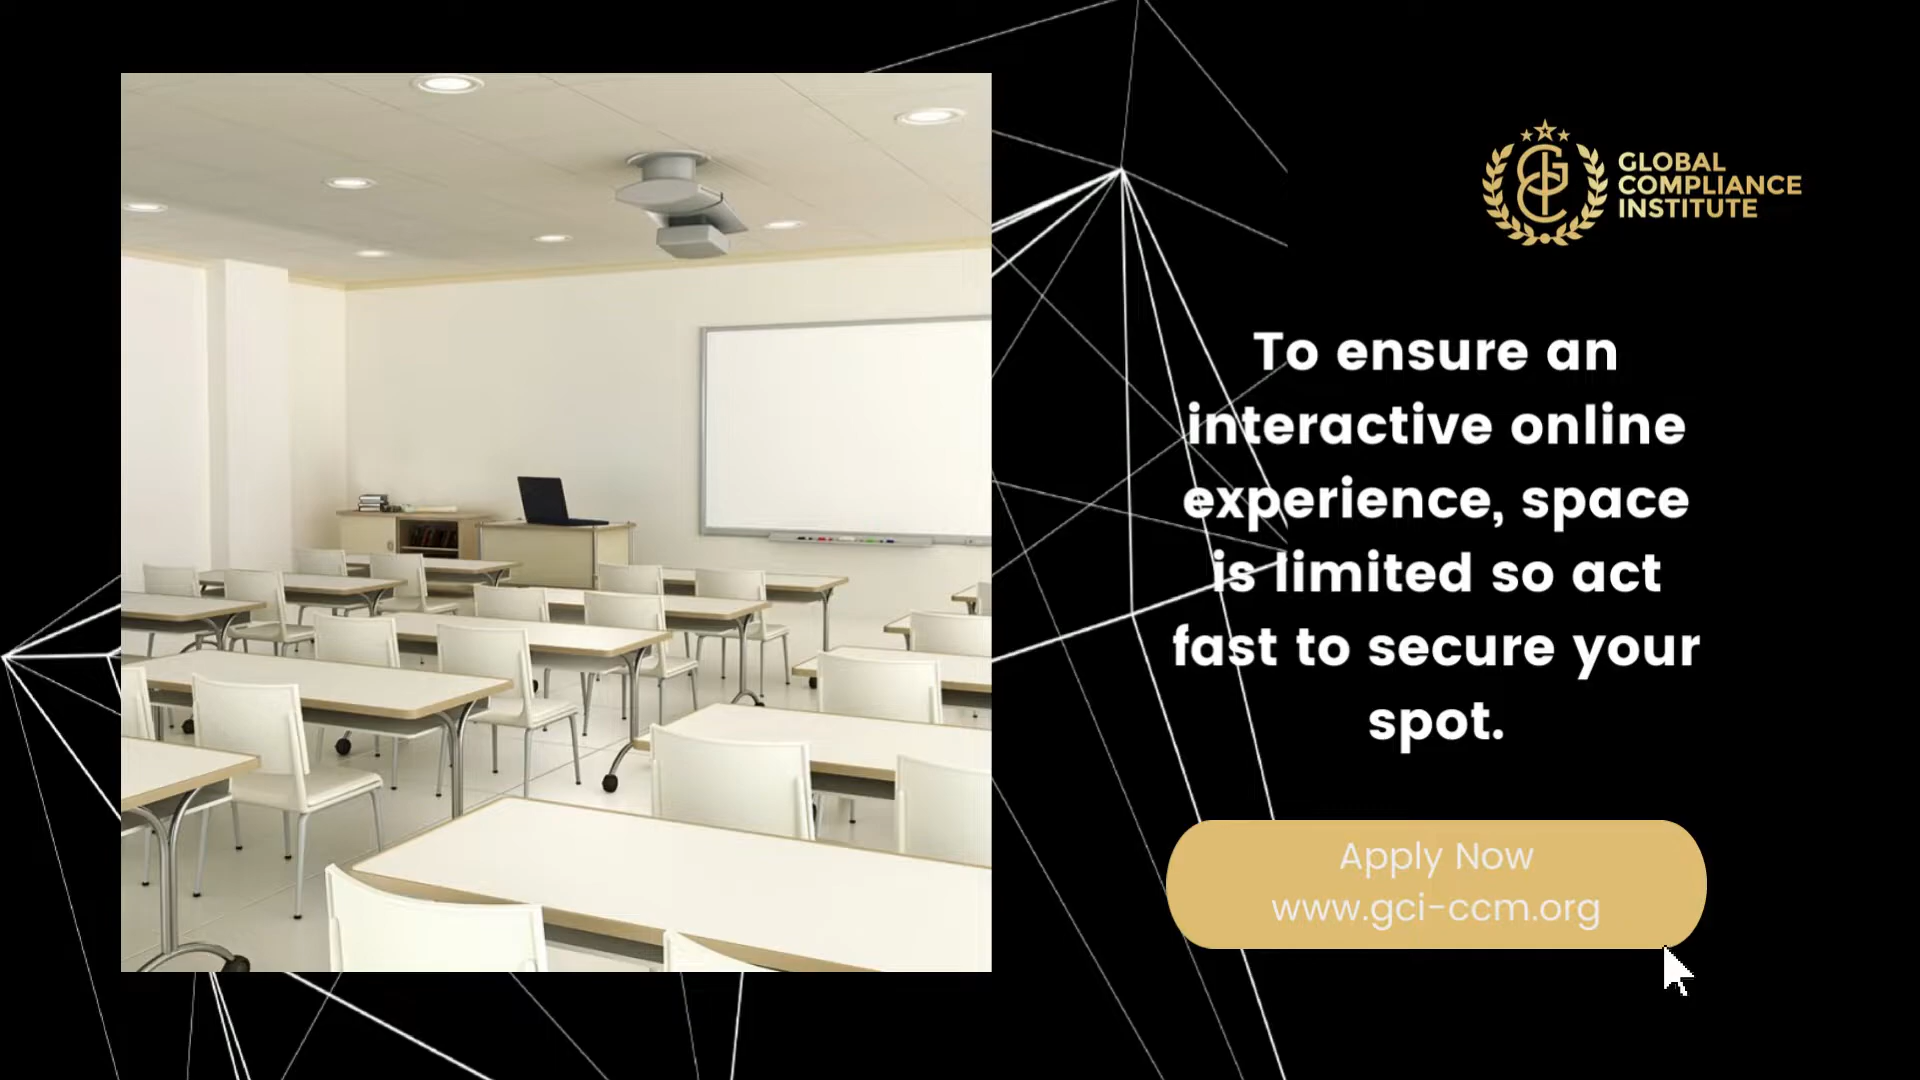 GLOBAL
COMPLIANCE
INSTITUTE
To ensure an
interactive online
experience, space
is limited so act
fast to secure your
spot.
Apply Now
www.gci-ccm.org